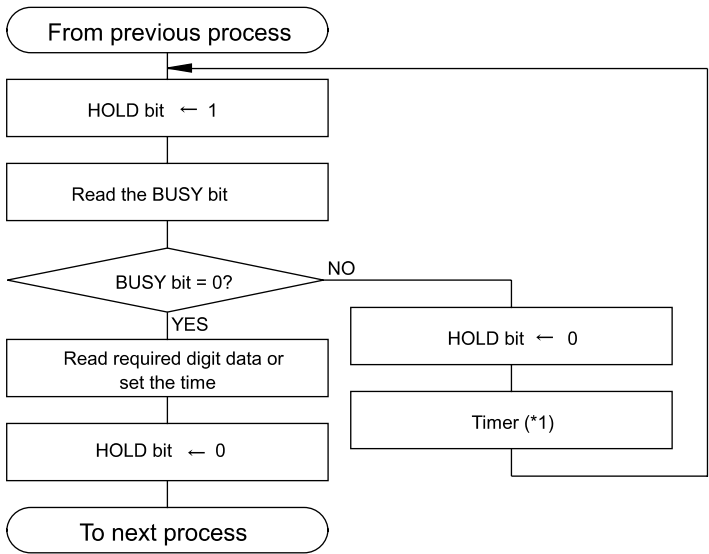 From previous process
HOLD bit ← 1
Read the BUSY bit
BUSY bit = 0?
NO
YES
Read required digit data or
set the time
HOLD bit ← 0
To next process
HOLD bit ← 0
Timer (*1)